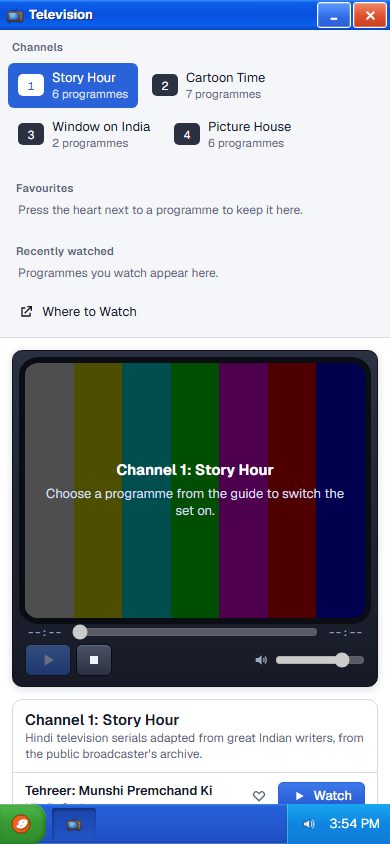 Television
Channels
1 Story Hour
6 programmes
2 Cartoon Time
7 programmes
3 Window on India
2 programmes
4 Picture House
6 programmes
Favourites
Press the heart next to a programme to keep it here.
Recently watched
Programmes you watch appear here.
Where to Watch
Channel 1: Story Hour
Choose a programme from the guide to switch the
set on.
--:-- --:--
Channel 1: Story Hour
Hindi television serials adapted from great Indian writers, from
the public broadcaster's archive.
Tehreer: Munshi Premchand Ki
Watch
3:54 PM